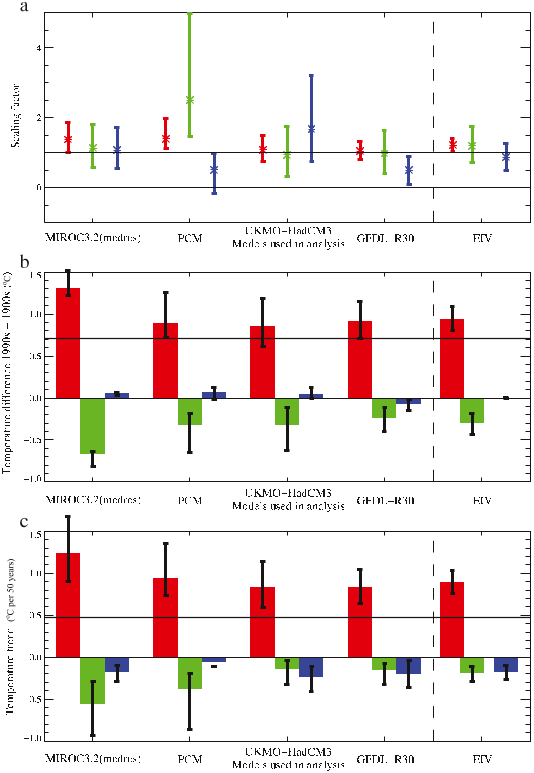 a
4
2
0
Scaling factor
MIROC3.2(medres) PCM UKMO-HadCM3 GFDL-R30 EIV
Models used in analysis
b
1.5
1.0
0.5
0.0
-0.5
-1.0
Temperature difference 1990s - 1900s (°C)
MIROC3.2(medres) PCM UKMO-HadCM3 GFDL-R30 EIV
Models used in analysis
c
1.5
1.0
0.5
0.0
-0.5
-1.0
Temperature trend (°C per 50 years)
MIROC3.2(medres) PCM UKMO-HadCM3 GFDL-R30 EIV
Models used in analysis